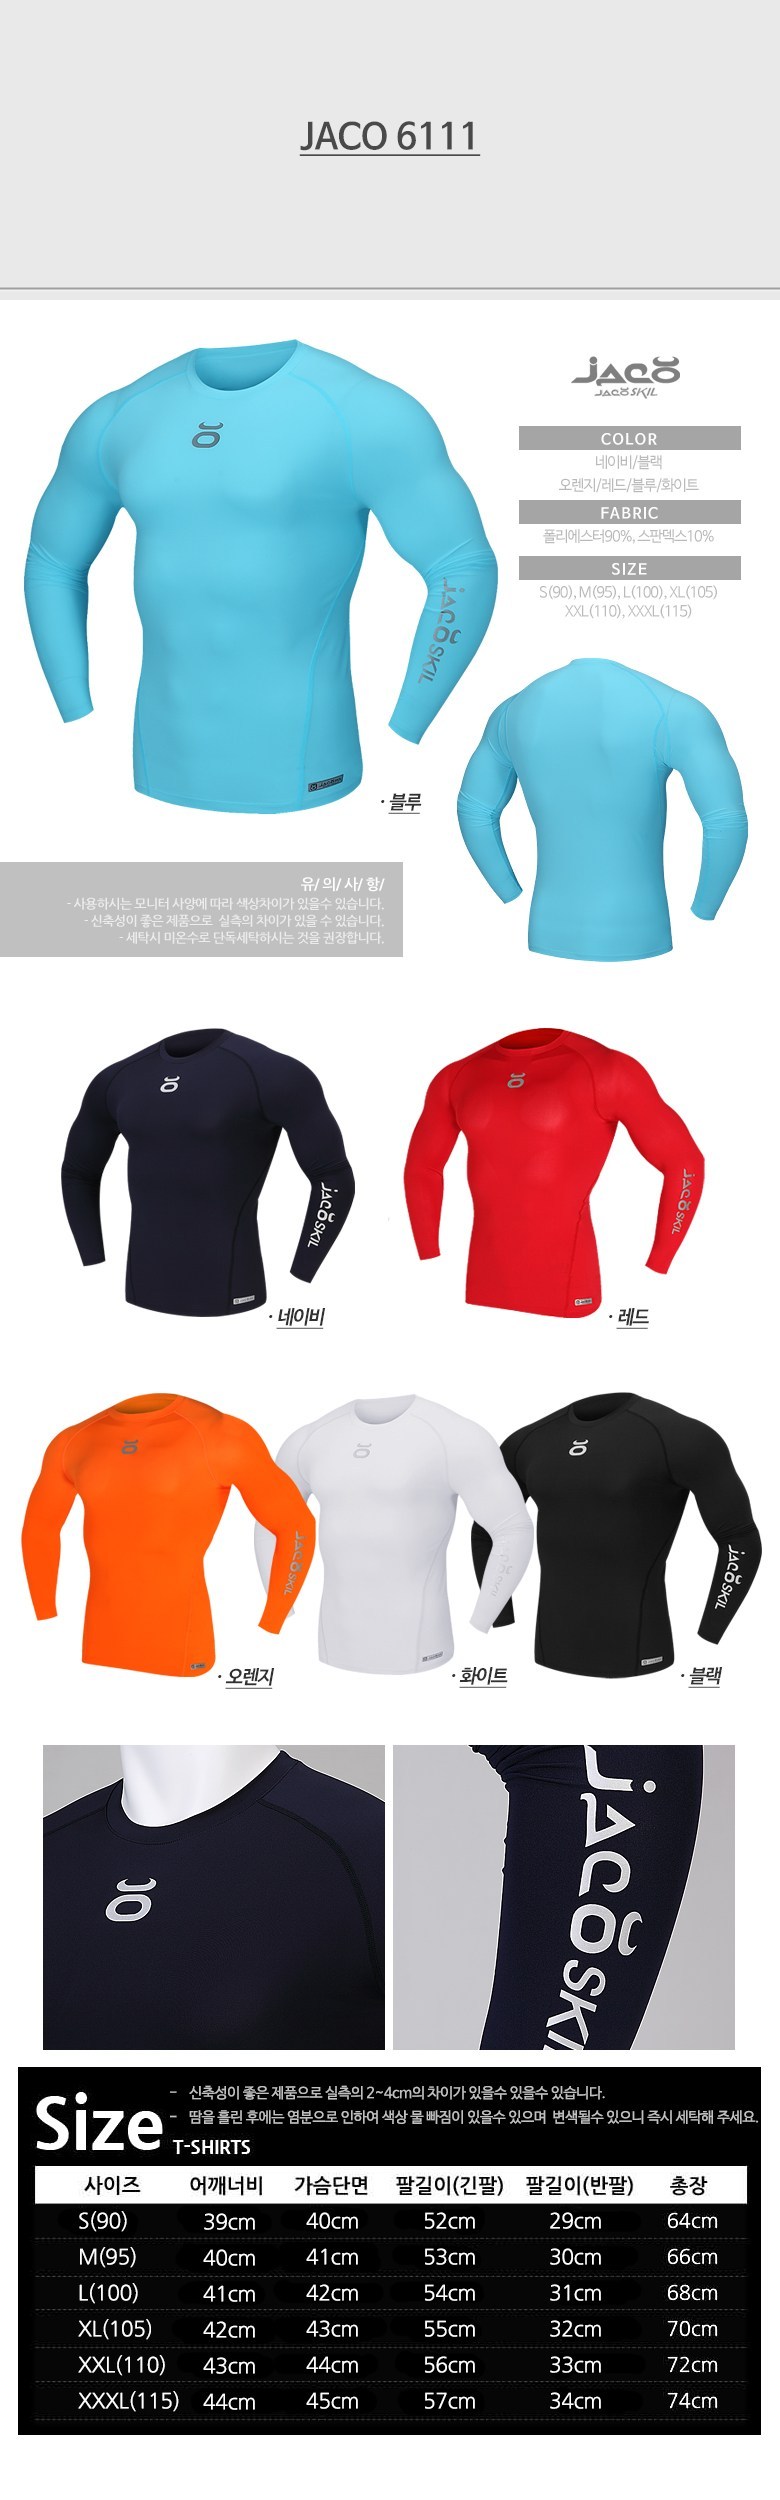 JACO 6111
JACO
JACOSKIL
COLOR
네이비/블랙
오렌지/레드/블루/화이트
FABRIC
폴리에스터90%, 스판덱스10%
SIZE
S(90), M(95), L(100), XL(105)
XXL(110), XXXL(115)
JACO SKIL
· 블루
유/ 의/ 사/ 항/
- 사용하시는 모니터 사양에 따라 색상차이가 있을수 있습니다.
- 신축성이 좋은 제품으로 실측의 차이가 있을 수 있습니다.
- 세탁시 미온수로 단독세탁하시는 것을 권장합니다.
JACO SKIL
JACO SKIL
· 네이비
· 레드
JACO SKIL
JACO SKIL
JACO SKIL
· 오렌지
· 화이트
· 블랙
JACO SKIL
Size
- 신축성이 좋은 제품으로 실측의 2~4cm의 차이가 있을수 있을수 있습니다.
- 땀을 흘린 후에는 염분으로 인하여 색상 물 빠짐이 있을수 있으며 변색될수 있으니 즉시 세탁해 주세요.
T-SHIRTS
사이즈 어깨너비 가슴단면 팔길이(긴팔) 팔길이(반팔) 총장
S(90) 39cm 40cm 52cm 29cm 64cm
M(95) 40cm 41cm 53cm 30cm 66cm
L(100) 41cm 42cm 54cm 31cm 68cm
XL(105) 42cm 43cm 55cm 32cm 70cm
XXL(110) 43cm 44cm 56cm 33cm 72cm
XXXL(115) 44cm 45cm 57cm 34cm 74cm